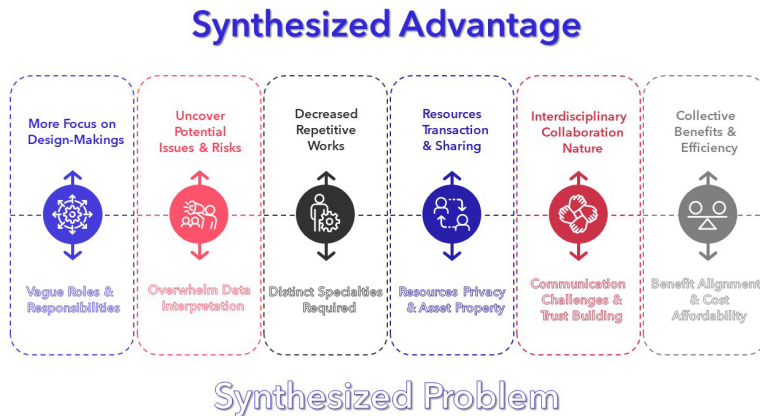 Synthesized Advantage
More Focus on
Design-Makings
Uncover
Potential
Issues & Risks
Decreased
Repetitive
Works
Resources
Transaction
& Sharing
Interdisciplinary
Collaboration
Nature
Collective
Benefits &
Efficiency
Vague Roles &
Responsibilities
Overwhelm Data
Interpretation
Distinct Specialties
Required
Resources Privacy
& Asset Property
Communication
Challenges &
Trust Building
Benefit Alignment
& Cost
Affordability
Synthesized Problem